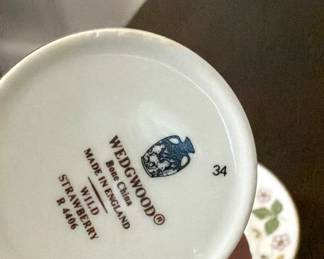 WEDGWOOD®
Bone China
MADE IN ENGLAND
WILD
STRAWBERRY
R 4406
34